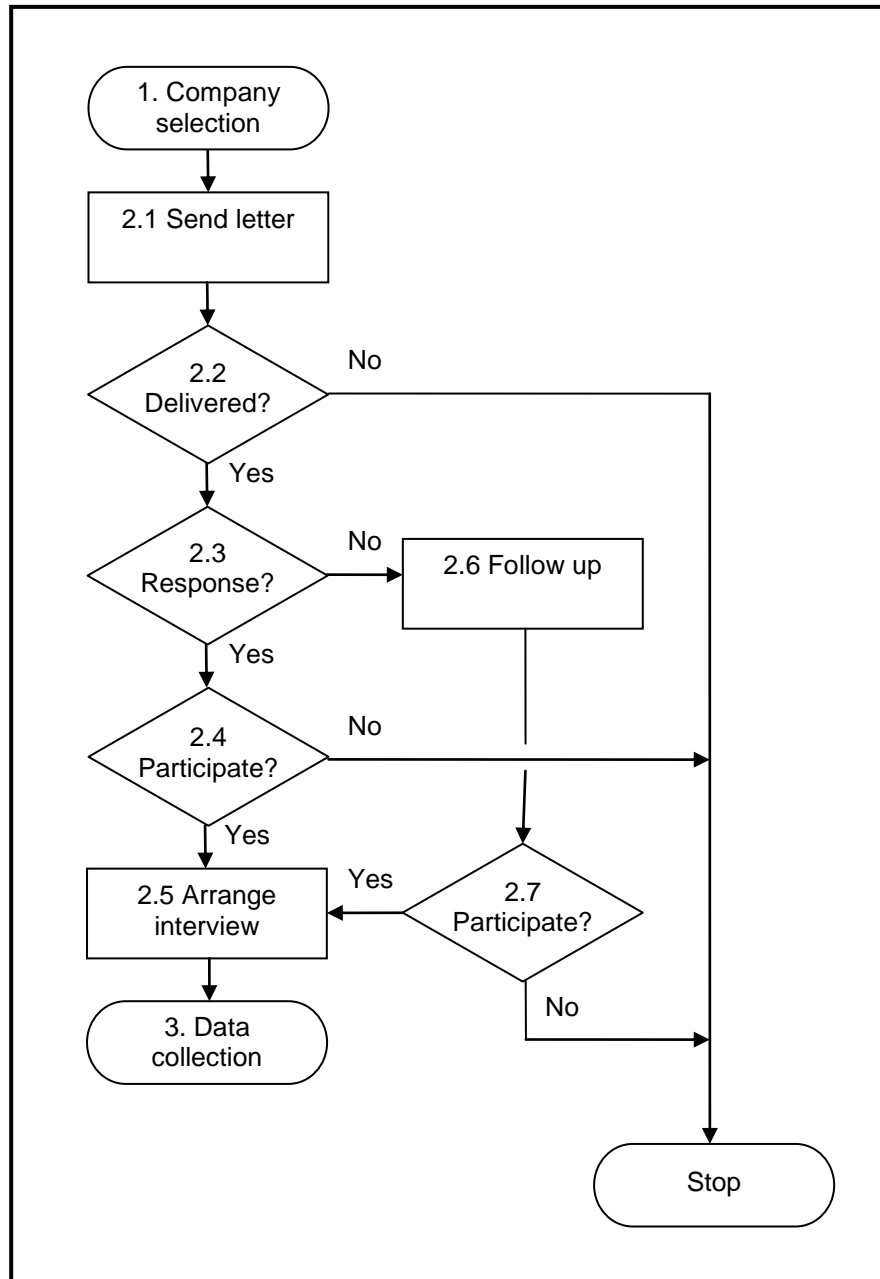 1. Company
selection
2.1 Send letter
2.2
Delivered?
No
Yes
2.3
Response?
No
2.6 Follow up
Yes
2.4
Participate?
No
Yes
2.5 Arrange
interview
Yes
2.7
Participate?
No
3. Data
collection
Stop